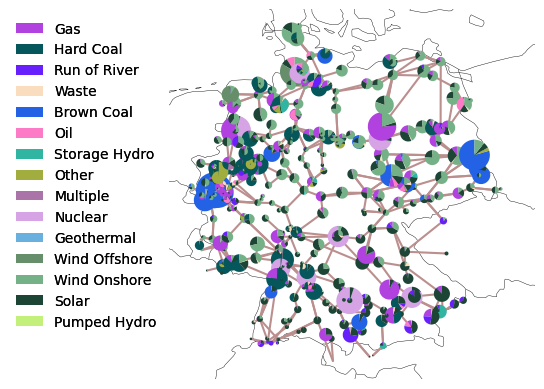 Gas
Hard Coal
Run of River
Waste
Brown Coal
Oil
Storage Hydro
Other
Multiple
Nuclear
Geothermal
Wind Offshore
Wind Onshore
Solar
Pumped Hydro